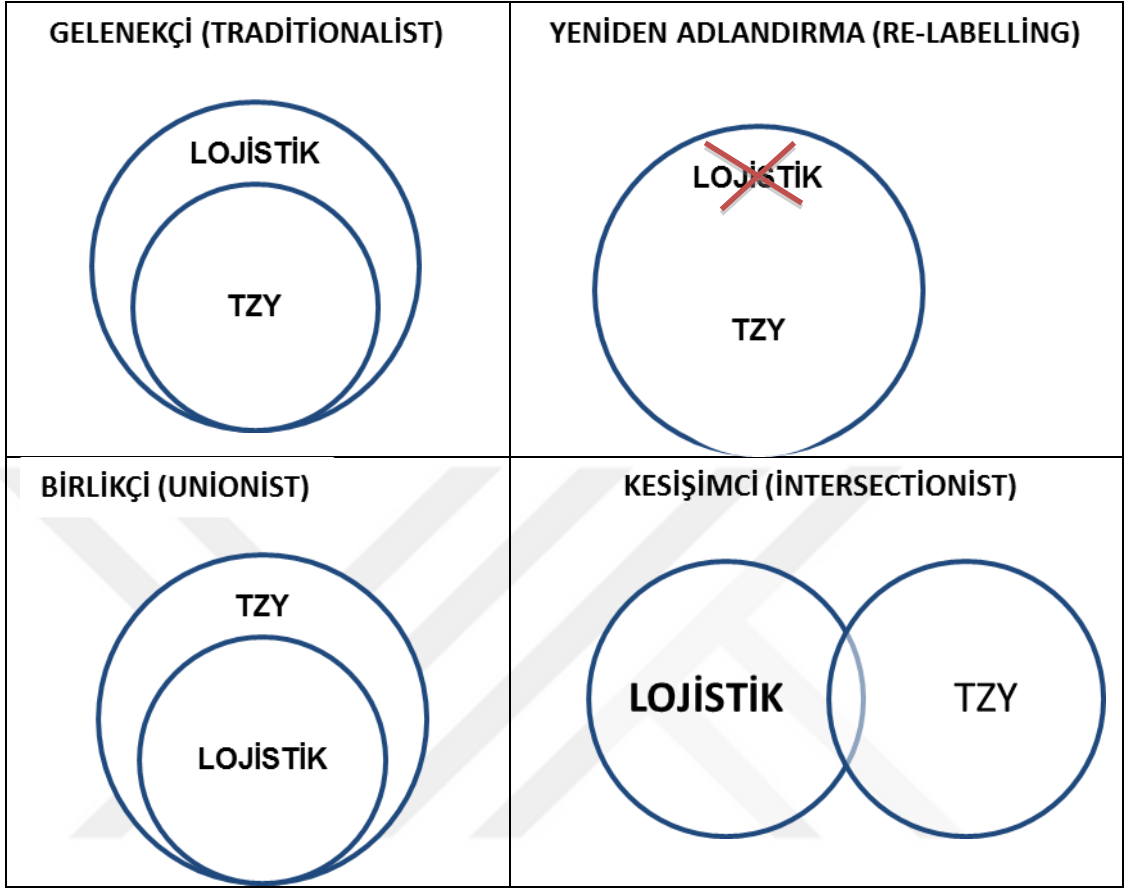 GELENEKÇİ (TRADİTİONALİST)
LOJİSTİK
TZY
YENİDEN ADLANDIRMA (RE-LABELLİNG)
LOJİSTİK
TZY
BİRLİKÇİ (UNİONİST)
TZY
LOJİSTİK
KESİŞİMCİ (İNTERSECTİONİST)
LOJİSTİK
TZY